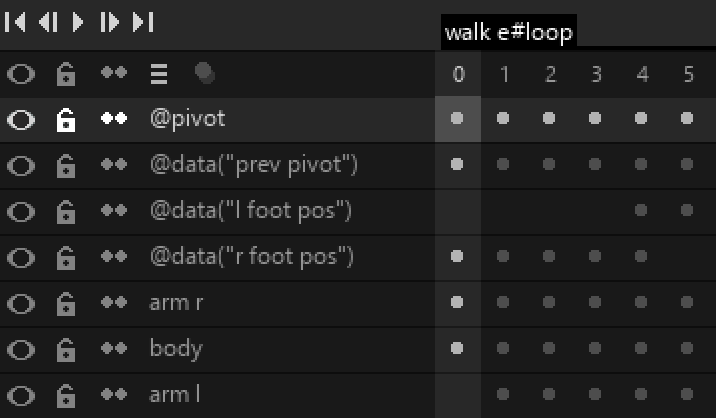 walk e#loop
0 1 2 3 4 5
@pivot
@data("prev pivot")
@data("l foot pos")
@data("r foot pos")
arm r
body
arm l